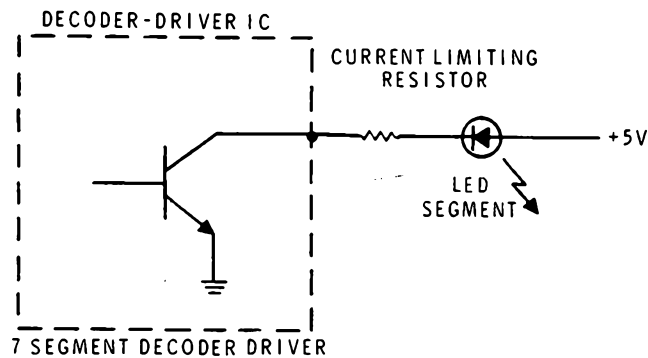 DECODER-DRIVER IC
CURRENT LIMITING
RESISTOR
+5V
LED
SEGMENT
7 SEGMENT DECODER DRIVER